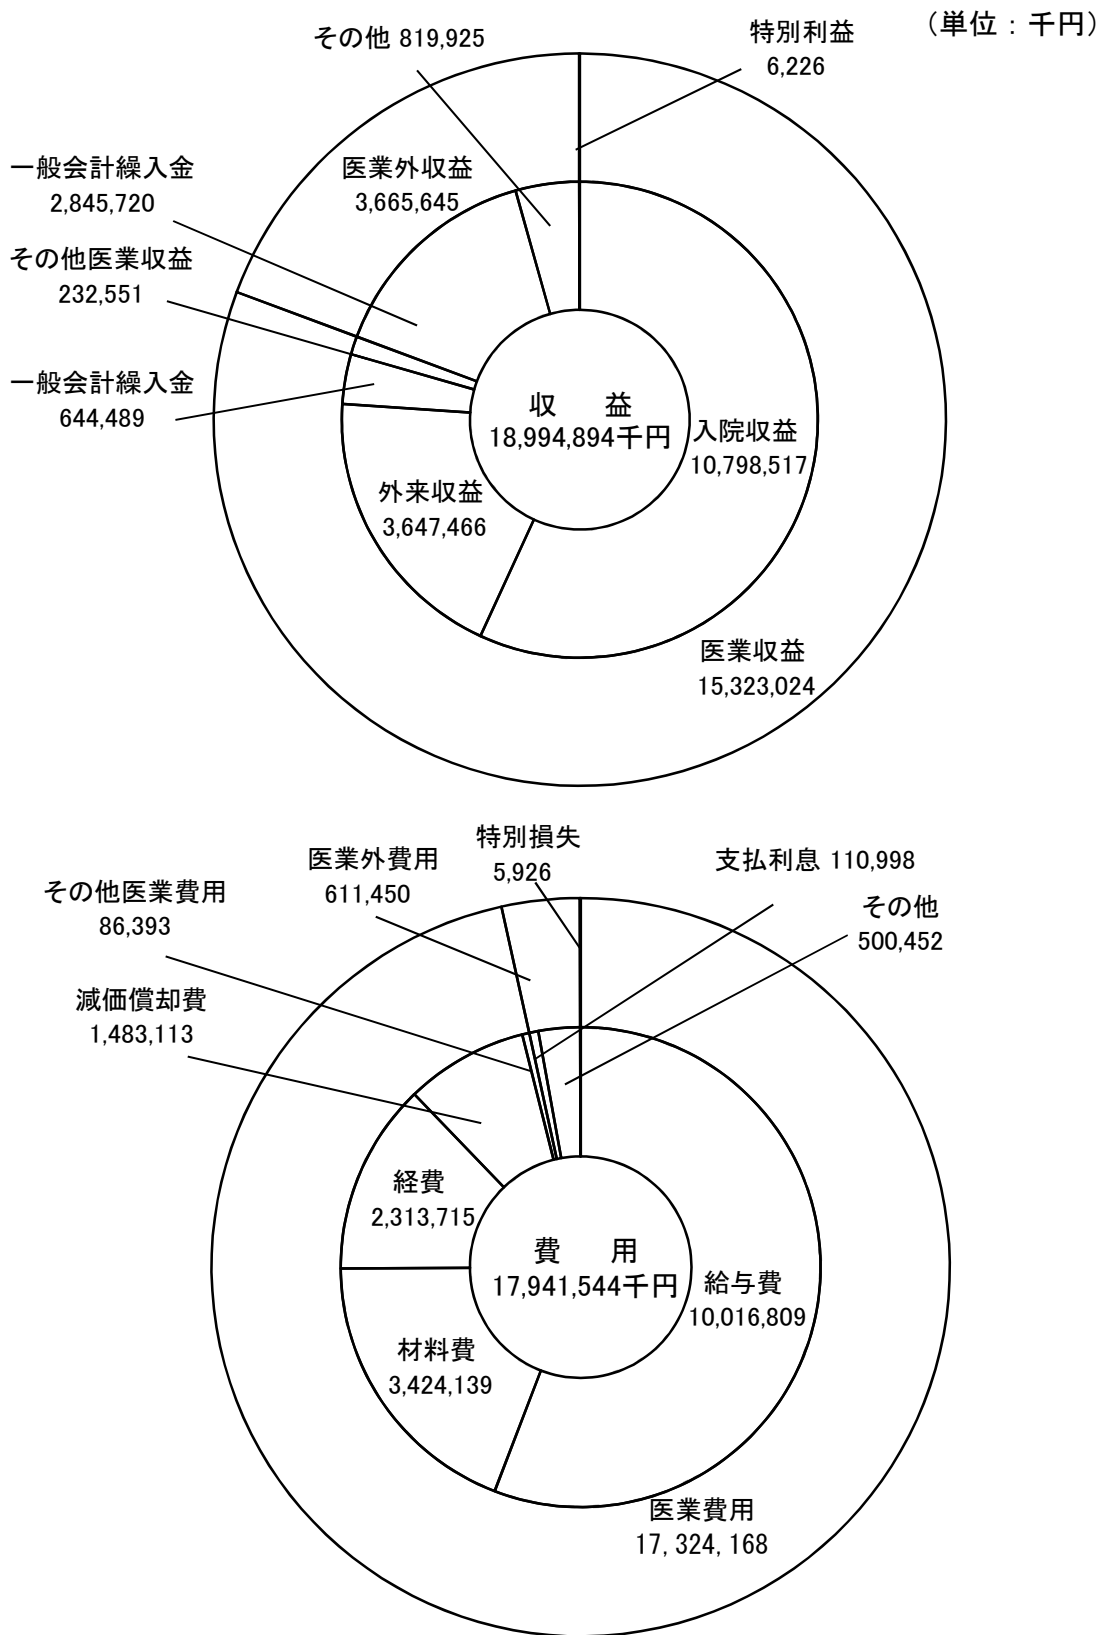 （単位：千円）
その他 819,925
特別利益
6,226
一般会計繰入金
2,845,720
医業外収益
3,665,645
その他医業収益
232,551
一般会計繰入金
644,489
収　益
18,994,894千円
入院収益
10,798,517
外来収益
3,647,466
医業収益
15,323,024
特別損失
5,926
医業外費用
611,450
支払利息 110,998
その他医業費用
86,393
その他
500,452
減価償却費
1,483,113
経費
2,313,715
費　用
17,941,544千円
給与費
10,016,809
材料費
3,424,139
医業費用
17, 324, 168